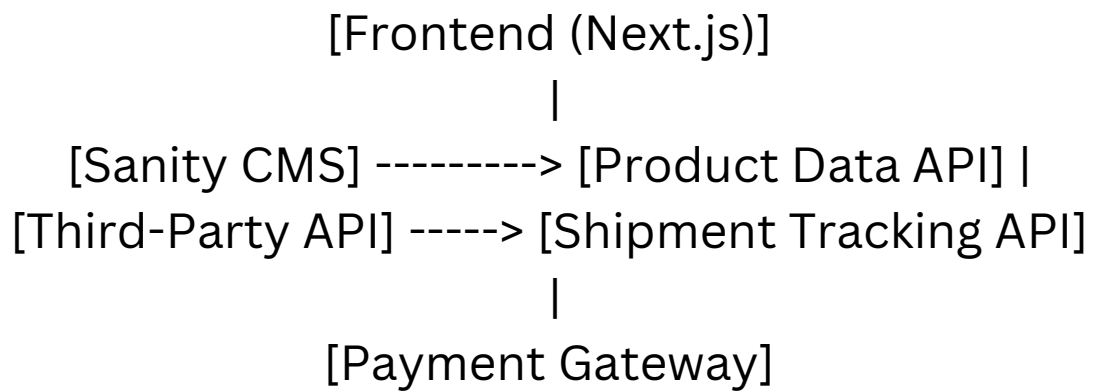 [Frontend (Next.js)]
|
[Sanity CMS] ---------> [Product Data API] |
[Third-Party API] -----> [Shipment Tracking API]
|
[Payment Gateway]